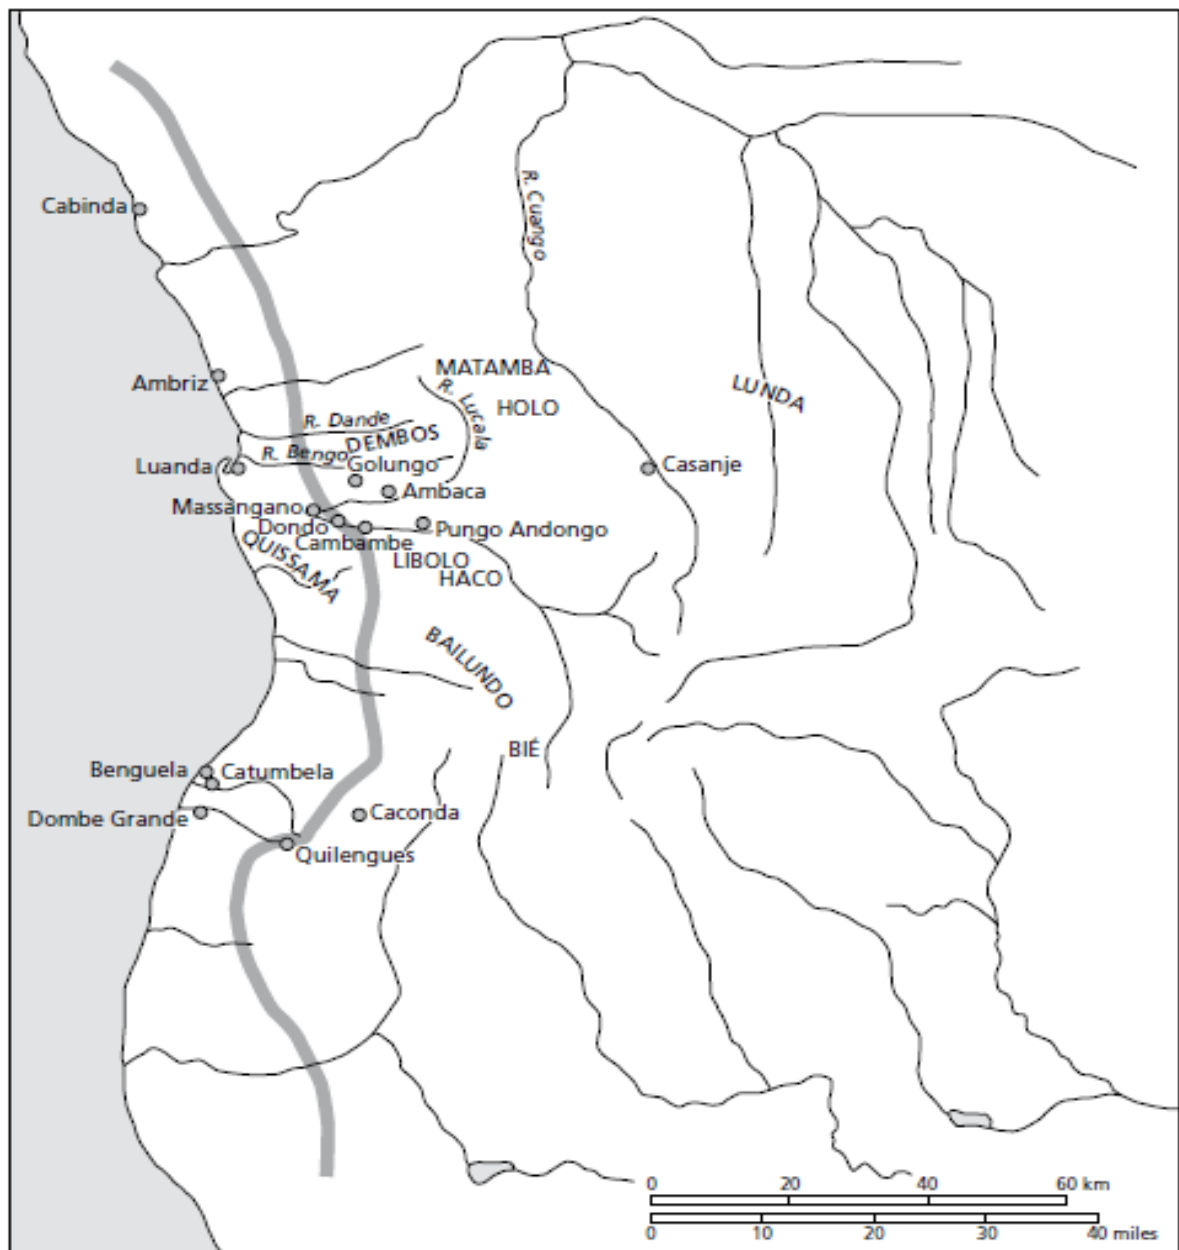 Cabinda
R. Cuango
Ambriz
MATAMBA
LUNDA
R. Lucala
HOLO
R. Dande
DEMBOS
R. Bengo
Luanda
Golungo
Casanje
Ambaca
Massangano
Dondo
Pungo Andongo
Cambambe
QUISSAMA
LIBOLO
HACO
BAILUNDO
BIÉ
Benguela
Catumbela
Dombe Grande
Caconda
Quilengues
0 20 40 60 km
0 10 20 30 40 miles